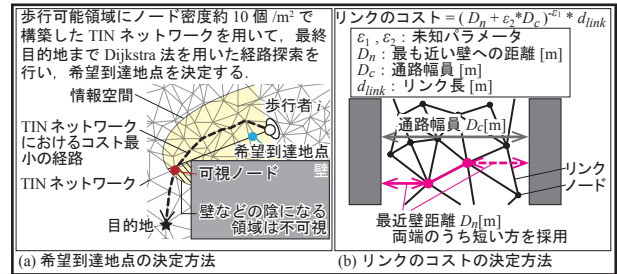 歩行可能領域にノード密度約 10 個 /m² で
構築した TIN ネットワークを用いて，最終
目的地まで Dijkstra 法を用いた経路探索を
行い，希望到達地点を決定する．
情報空間
歩行者 i
TIN ネットワーク
におけるコスト最
小の経路
希望到達地点
TIN ネットワーク
可視ノード
壁
壁などの陰になる
領域は不可視
目的地
(a) 希望到達地点の決定方法
リンクのコスト = ( Dn + ε2*Dc )^-ε1 * dlink
ε1 , ε2 : 未知パラメータ
Dn : 最も近い壁への距離 [m]
Dc : 通路幅員 [m]
dlink : リンク長 [m]
通路幅員 Dc[m]
リンク
ノード
最近壁距離 Dn[m]
両端のうち短い方を採用
(b) リンクのコストの決定方法